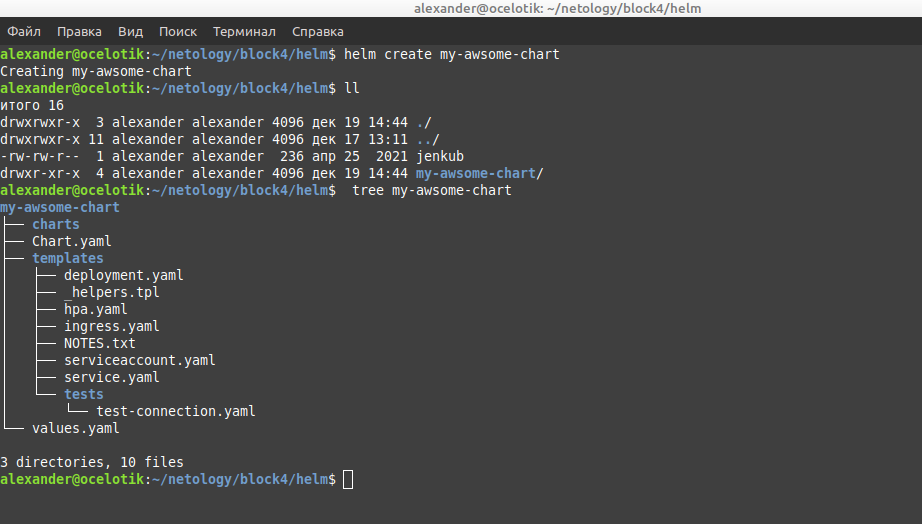 alexander@ocelotik: ~/netology/block4/helm
Файл Правка Вид Поиск Терминал Справка
alexander@ocelotik:~/netology/block4/helm$ helm create my-awsome-chart
Creating my-awsome-chart
alexander@ocelotik:~/netology/block4/helm$ ll
итого 16
drwxrwxr-x  3 alexander alexander 4096 дек 19 14:44 ./
drwxrwxr-x 11 alexander alexander 4096 дек 17 13:11 ../
-rw-rw-r--  1 alexander alexander  236 апр 25  2021 jenkub
drwxr-xr-x  4 alexander alexander 4096 дек 19 14:44 my-awsome-chart/
alexander@ocelotik:~/netology/block4/helm$  tree my-awsome-chart
my-awsome-chart
├── charts
├── Chart.yaml
├── templates
│   ├── deployment.yaml
│   ├── _helpers.tpl
│   ├── hpa.yaml
│   ├── ingress.yaml
│   ├── NOTES.txt
│   ├── serviceaccount.yaml
│   ├── service.yaml
│   └── tests
│       └── test-connection.yaml
└── values.yaml
3 directories, 10 files
alexander@ocelotik:~/netology/block4/helm$